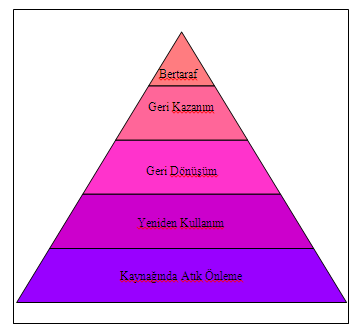 Bertaraf
Geri Kazanım
Geri Dönüşüm
Yeniden Kullanım
Kaynağında Atık Önleme